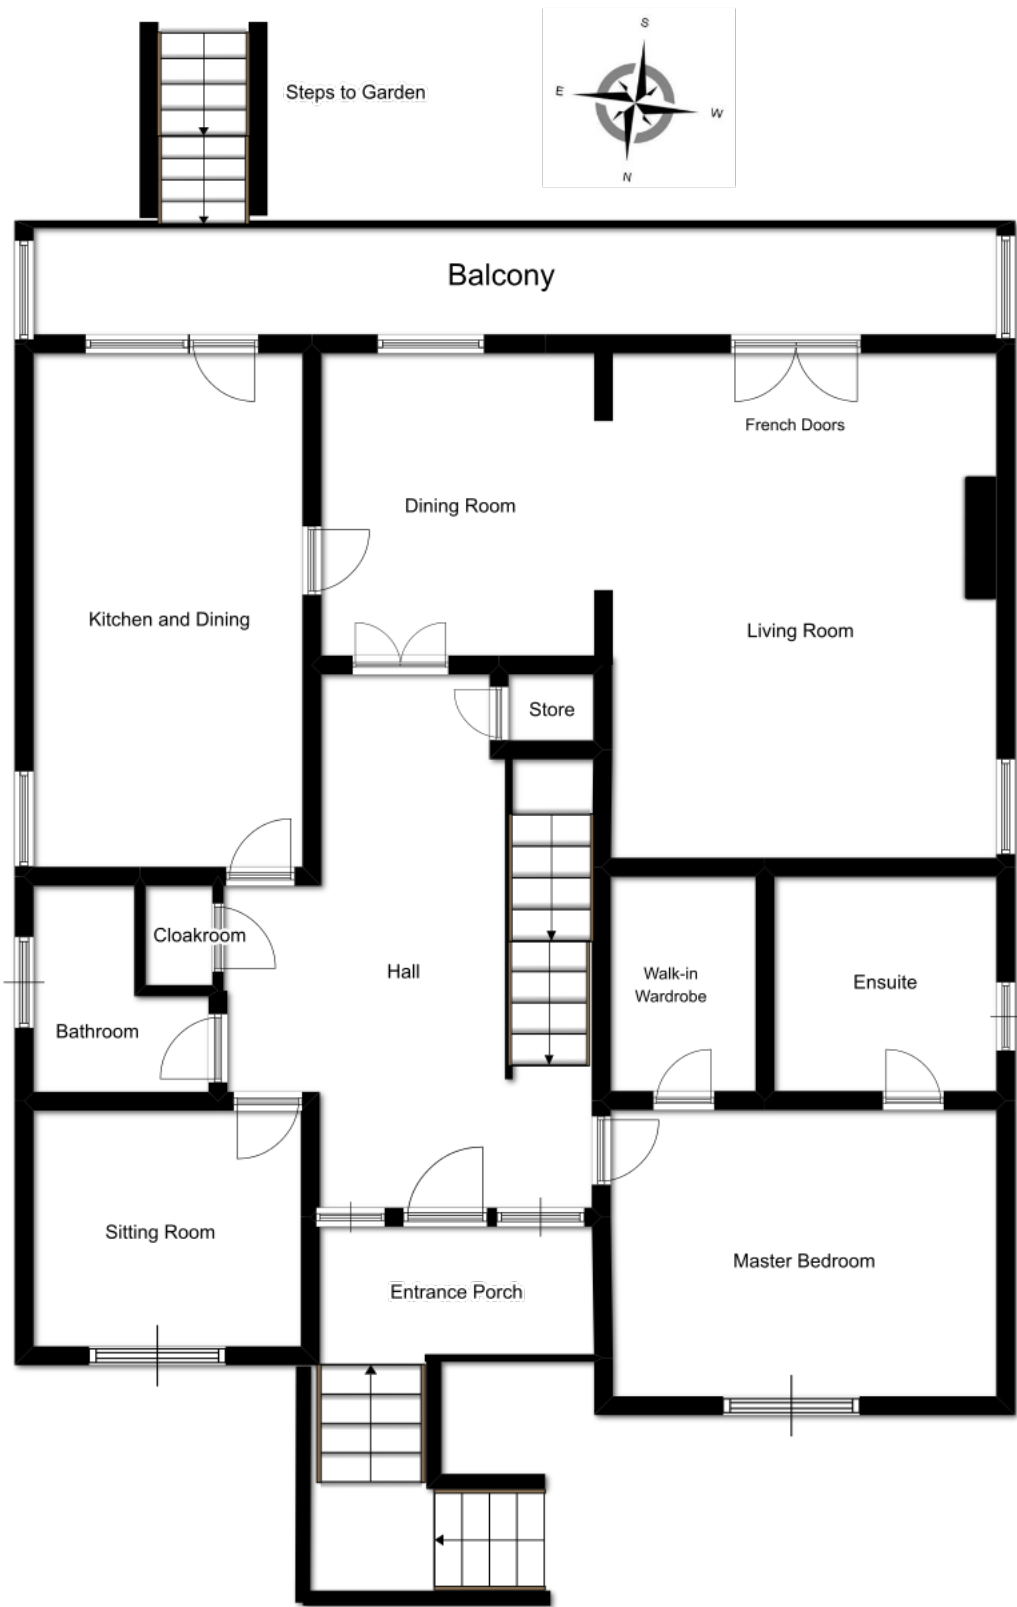 S
E
W
N
Steps to Garden
Balcony
French Doors
Dining Room
Kitchen and Dining
Living Room
Store
Cloakroom
Hall
Walk-in
Wardrobe
Ensuite
Bathroom
Sitting Room
Master Bedroom
Entrance Porch